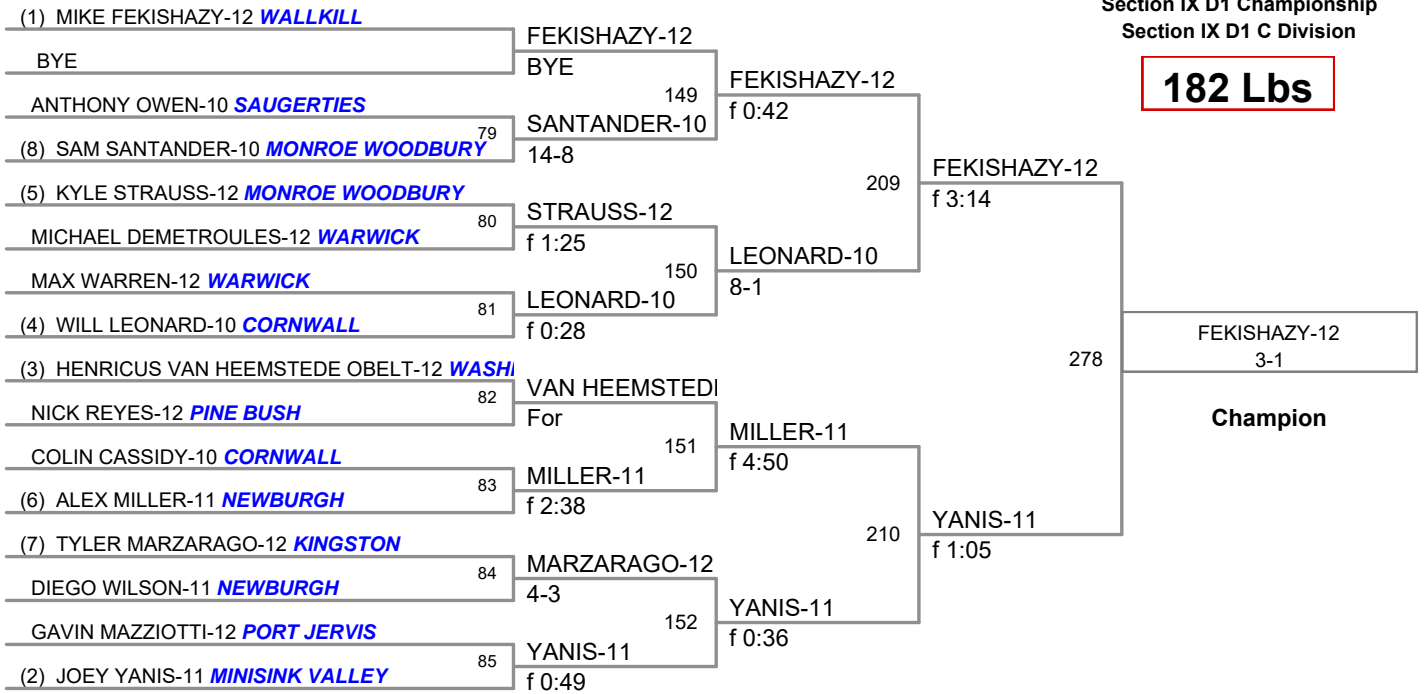 Section IX D1 Championship
Section IX D1 C Division
182 Lbs
(1) MIKE FEKISHAZY-12 WALLKILL
BYE
ANTHONY OWEN-10 SAUGERTIES
(8) SAM SANTANDER-10 MONROE WOODBURY
(5) KYLE STRAUSS-12 MONROE WOODBURY
MICHAEL DEMETROULES-12 WARWICK
MAX WARREN-12 WARWICK
(4) WILL LEONARD-10 CORNWALL
(3) HENRICUS VAN HEEMSTEDE OBELT-12 WASHI
NICK REYES-12 PINE BUSH
COLIN CASSIDY-10 CORNWALL
(6) ALEX MILLER-11 NEWBURGH
(7) TYLER MARZARAGO-12 KINGSTON
DIEGO WILSON-11 NEWBURGH
GAVIN MAZZIOTTI-12 PORT JERVIS
(2) JOEY YANIS-11 MINISINK VALLEY
79
80
81
82
83
84
85
FEKISHAZY-12
BYE
SANTANDER-10
14-8
STRAUSS-12
f 1:25
LEONARD-10
f 0:28
VAN HEEMSTEDE
For
MILLER-11
f 2:38
MARZARAGO-12
4-3
YANIS-11
f 0:49
149
150
151
152
FEKISHAZY-12
f 0:42
LEONARD-10
8-1
MILLER-11
f 4:50
YANIS-11
f 0:36
209
210
FEKISHAZY-12
f 3:14
YANIS-11
f 1:05
278
FEKISHAZY-12
3-1
Champion